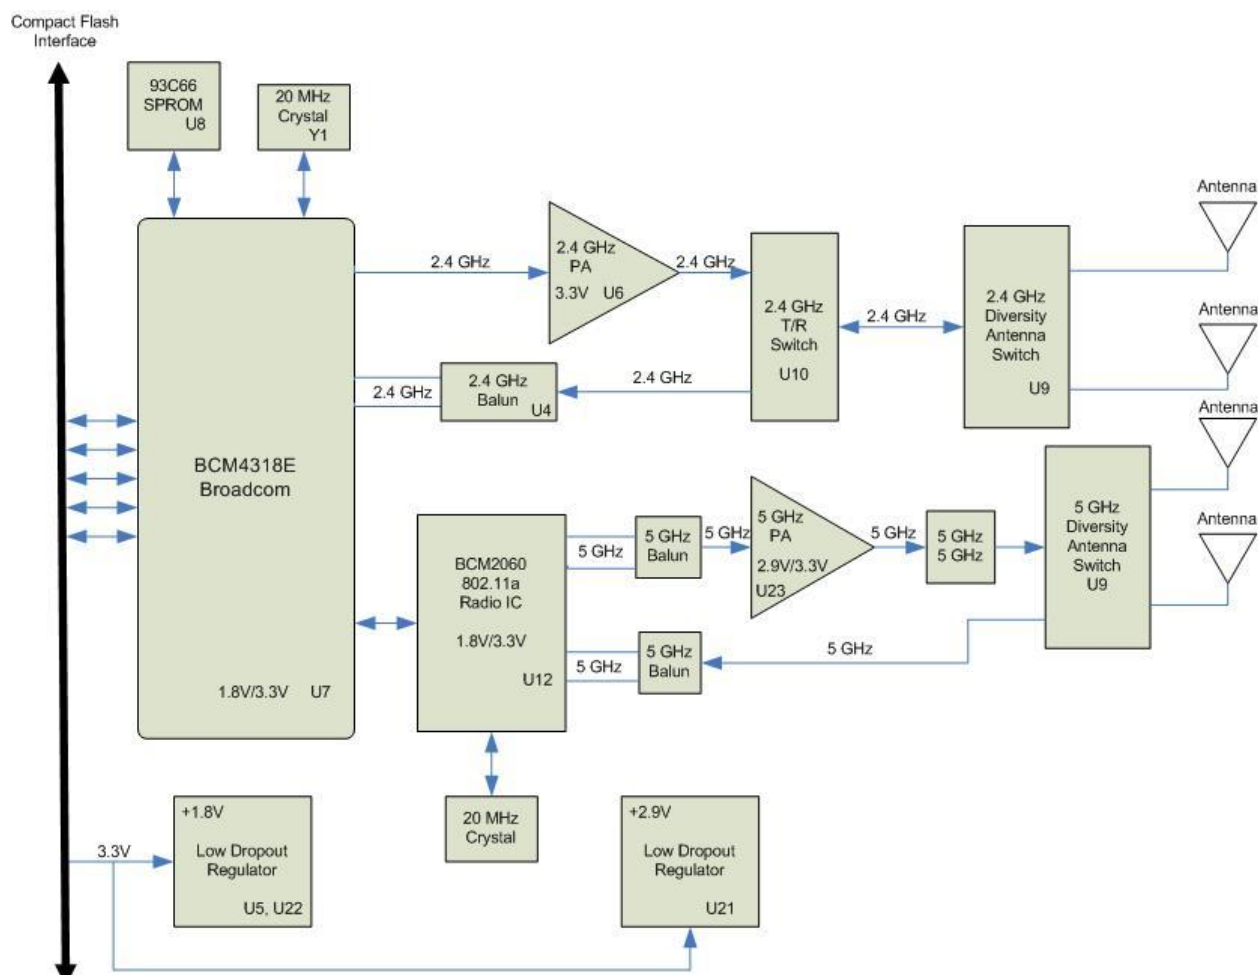 Compact Flash
Interface
93C66
SPROM
U8
20 MHz
Crystal
Y1
Antenna
2.4 GHz
2.4 GHz
PA
3.3V U6
2.4 GHz
2.4 GHz
T/R
Switch
U10
2.4 GHz
2.4 GHz
Diversity
Antenna
Switch
U9
Antenna
2.4 GHz
2.4 GHz
Balun
U4
2.4 GHz
Antenna
BCM4318E
Broadcom
1.8V/3.3V U7
BCM2060
802.11a
Radio IC
1.8V/3.3V
U12
5 GHz
5 GHz
Balun
5 GHz
5 GHz
PA
2.9V/3.3V
U23
5 GHz
5 GHz
5 GHz
5 GHz
Diversity
Antenna
Switch
U9
Antenna
5 GHz
5 GHz
Balun
5 GHz
20 MHz
Crystal
3.3V
+1.8V
Low Dropout
Regulator
U5, U22
+2.9V
Low Dropout
Regulator
U21